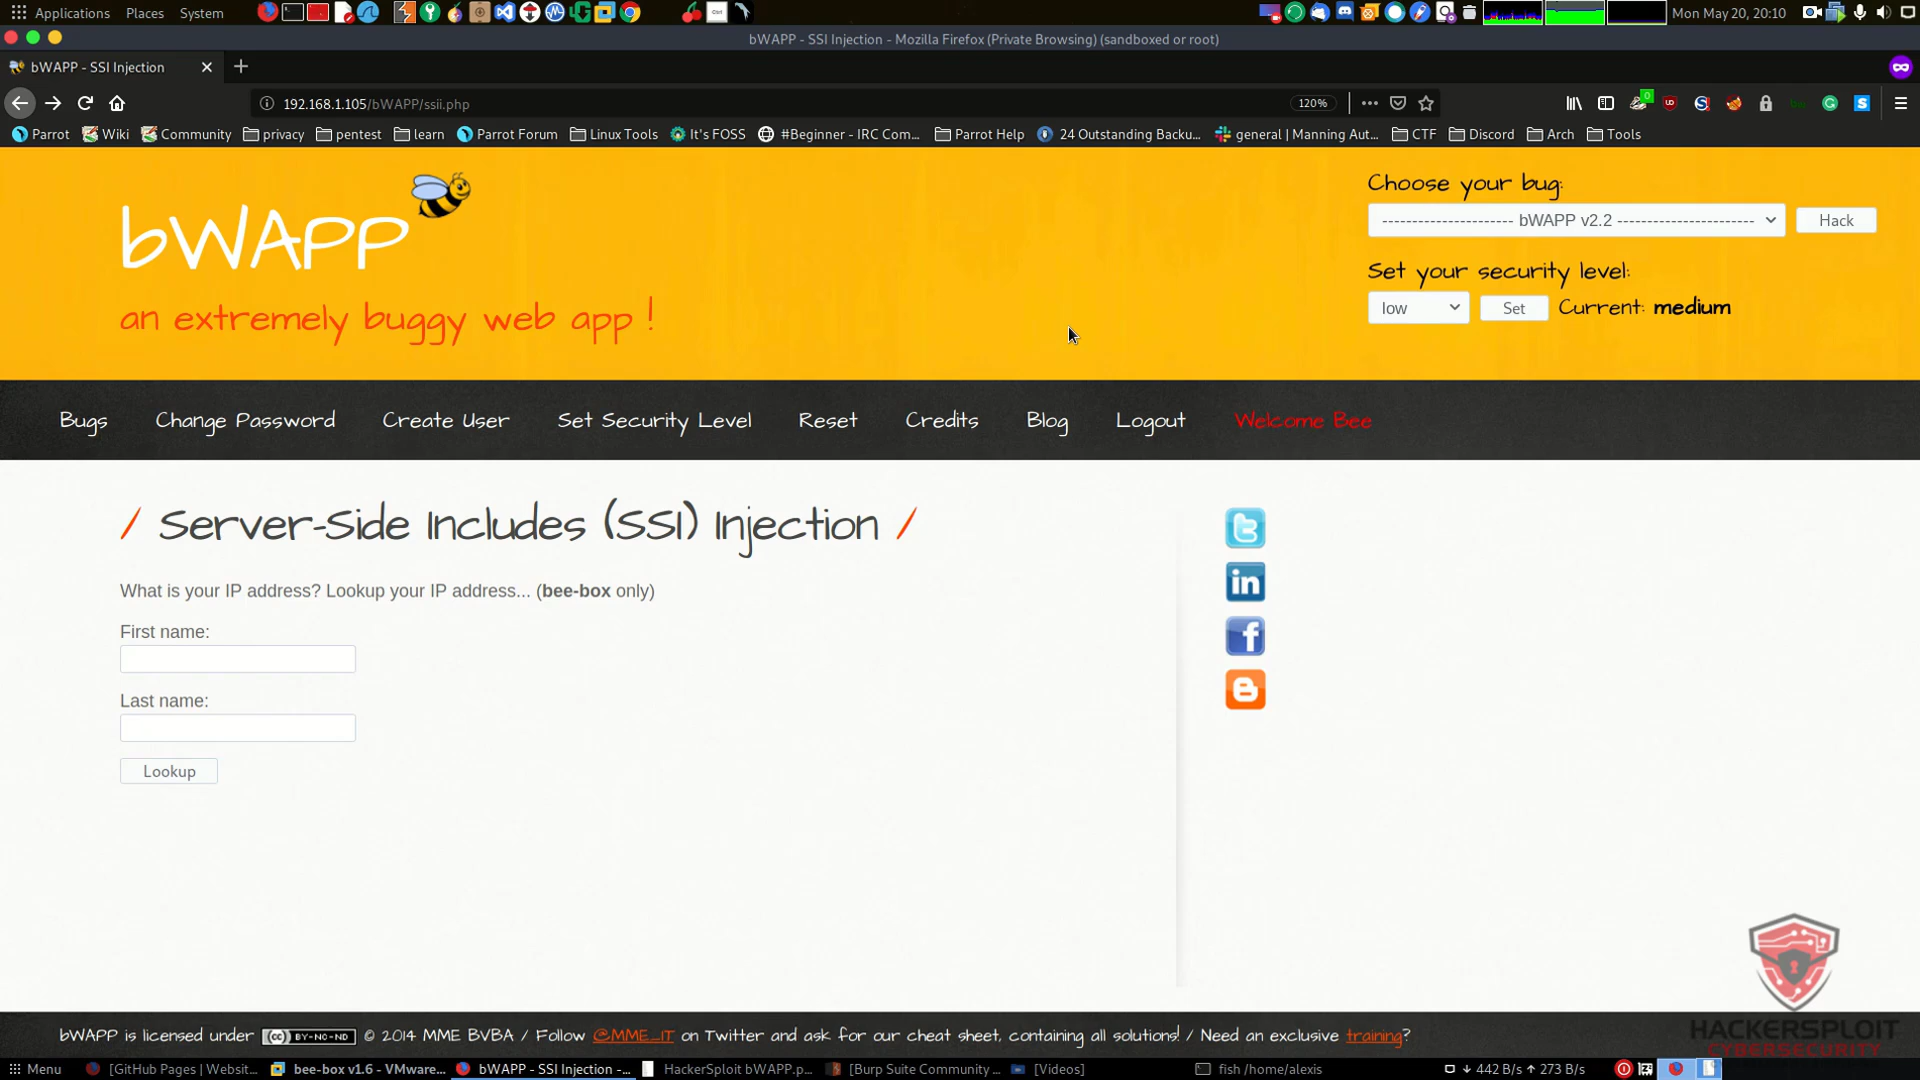 Applications Places System Mon May 20, 20:10
bWAPP - SSI Injection - Mozilla Firefox (Private Browsing) (sandboxed or root)
bWAPP - SSI Injection
192.168.1.105/bWAPP/ssii.php 120%
Parrot Wiki Community privacy pentest learn Parrot Forum Linux Tools It's FOSS #Beginner - IRC Com... Parrot Help 24 Outstanding Backu... general | Manning Aut... CTF Discord Arch Tools
bWAPP
an extremely buggy web app !
Choose your bug:
---------------------- bWAPP v2.2 ----------------------- Hack
Set your security level:
low Set Current: medium
Bugs Change Password Create User Set Security Level Reset Credits Blog Logout Welcome Bee
/ Server-Side Includes (SSI) Injection /
What is your IP address? Lookup your IP address... (bee-box only)
First name:
Last name:
Lookup
bWAPP is licensed under (cc) BY-NC-ND © 2014 MME BVBA / Follow @MME_IT on Twitter and ask for our cheat sheet, containing all solutions! / Need an exclusive training?
HACKERSPLOIT
CYBERSECURITY
Menu [GitHub Pages | Websit... bee-box v1.6 - VMware... bWAPP - SSI Injection -... HackerSploit bWAPP.p... [Burp Suite Community ... [Videos] fish /home/alexis ↓ 442 B/s ↑ 273 B/s